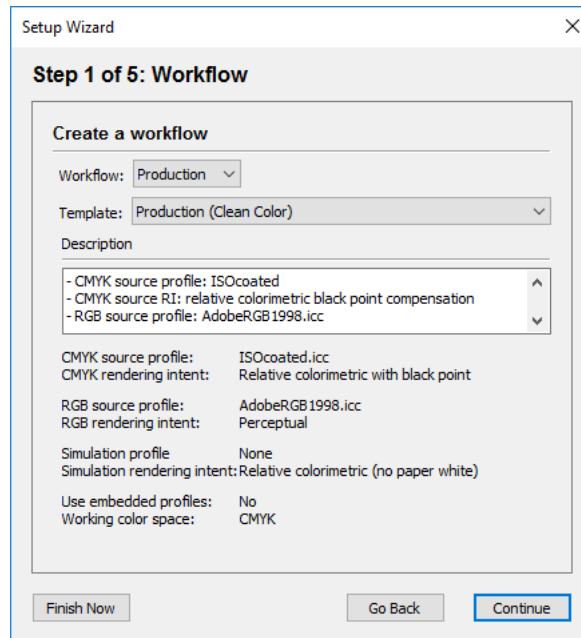 Setup Wizard
Step 1 of 5: Workflow
Create a workflow
Workflow: Production
Template: Production (Clean Color)
Description
- CMYK source profile: ISOcoated
- CMYK source RI: relative colorimetric black point compensation
- RGB source profile: AdobeRGB1998.icc
CMYK source profile: ISOcoated.icc
CMYK rendering intent: Relative colorimetric with black point
RGB source profile: AdobeRGB1998.icc
RGB rendering intent: Perceptual
Simulation profile None
Simulation rendering intent: Relative colorimetric (no paper white)
Use embedded profiles: No
Working color space: CMYK
Finish Now Go Back Continue